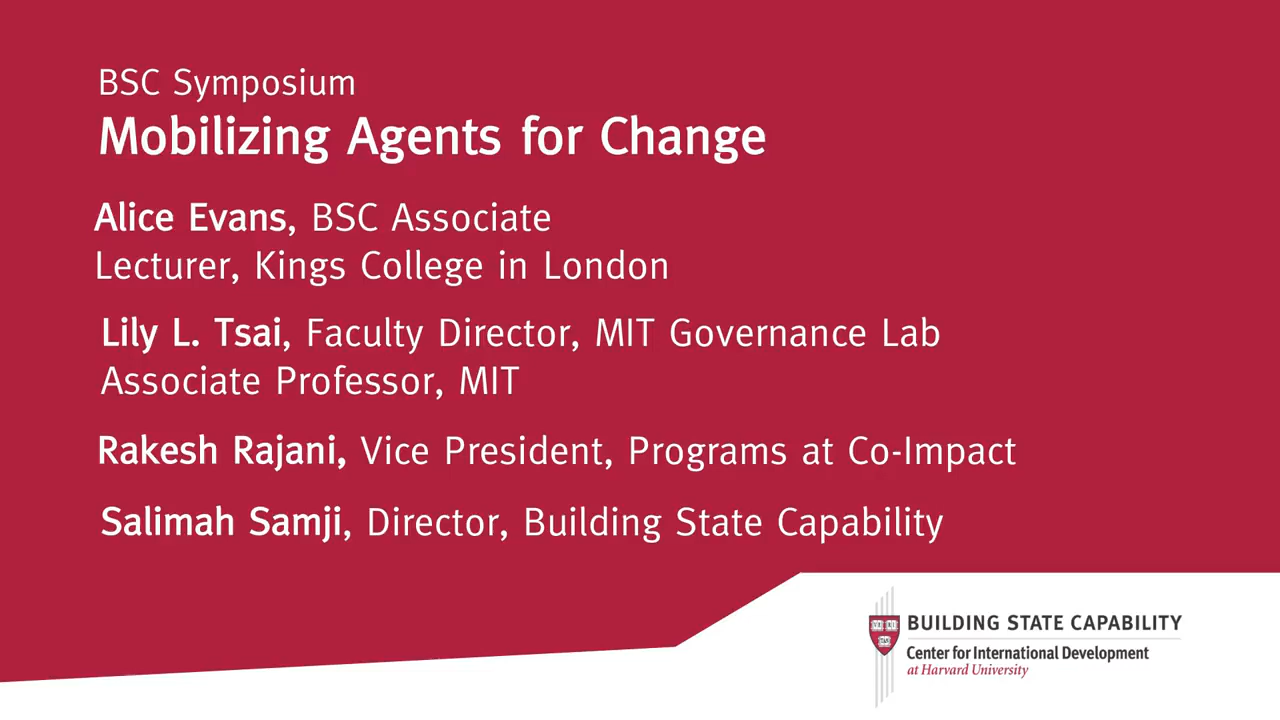 BSC Symposium
Mobilizing Agents for Change
Alice Evans, BSC Associate
Lecturer, Kings College in London
Lily L. Tsai, Faculty Director, MIT Governance Lab
Associate Professor, MIT
Rakesh Rajani, Vice President, Programs at Co-Impact
Salimah Samji, Director, Building State Capability
BUILDING STATE CAPABILITY
Center for International Development
at Harvard University